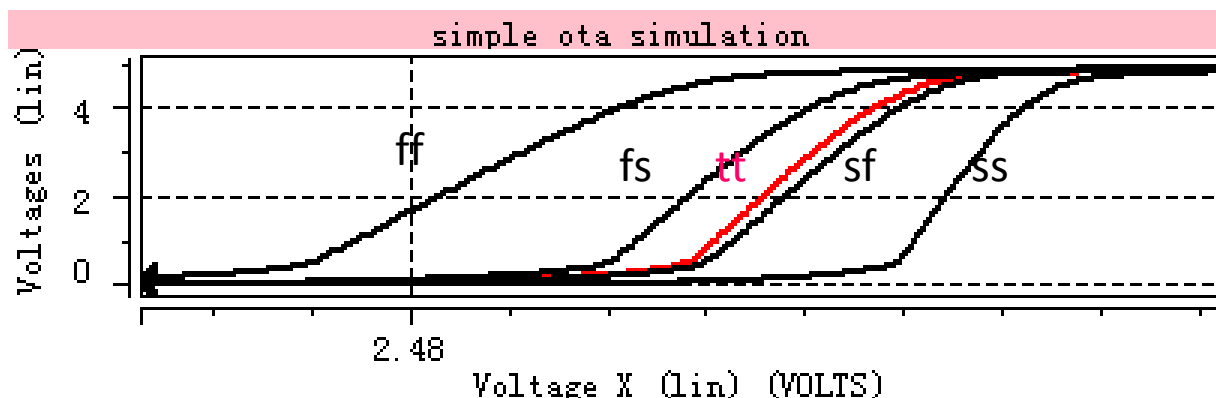 simple ota simulation
Voltages (lin)
4
2
0
ff
fs
tt
sf
ss
2.48
Voltage X (lin) (VOLTS)